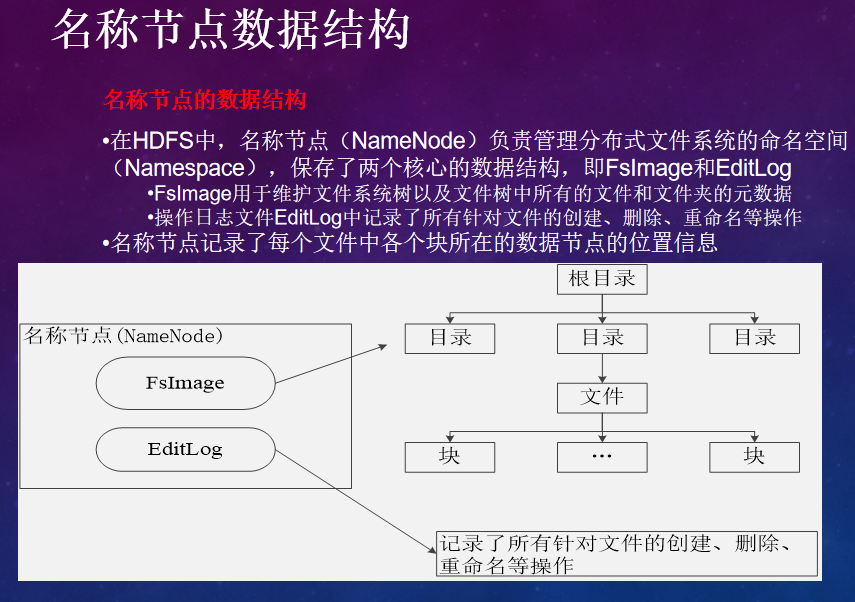 名称节点数据结构
名称节点的数据结构
•在HDFS中，名称节点（NameNode）负责管理分布式文件系统的命名空间
（Namespace），保存了两个核心的数据结构，即FsImage和EditLog
•FsImage用于维护文件系统树以及文件树中所有的文件和文件夹的元数据
•操作日志文件EditLog中记录了所有针对文件的创建、删除、重命名等操作
•名称节点记录了每个文件中各个块所在的数据节点的位置信息
名称节点(NameNode)
FsImage
EditLog
根目录
目录
目录
目录
文件
块
…
块
记录了所有针对文件的创建、删除、
重命名等操作